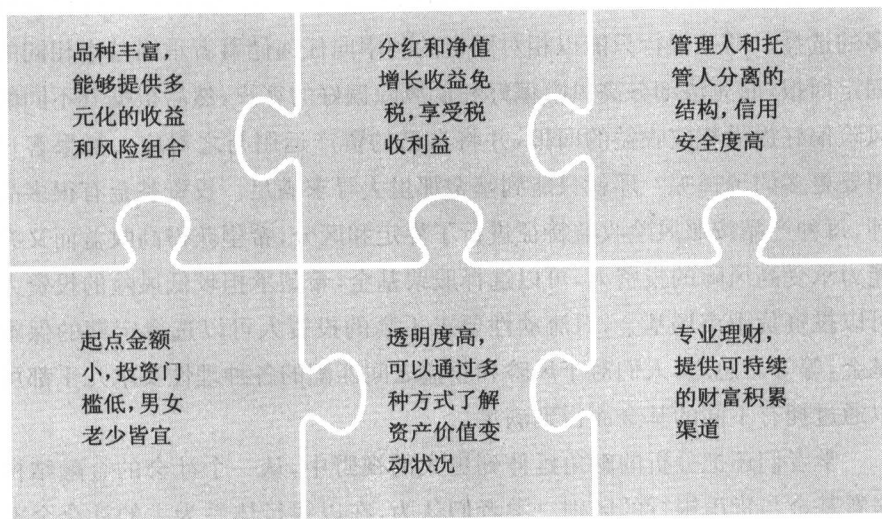 品种丰富，
能够提供多
元化的收益
和风险组合
分红和净值
增长收益免
税，享受税
收利益
管理人和托
管人分离的
结构，信用
安全度高
起点金额
小，投资门
槛低，男女
老少皆宜
透明度高，
可以通过多
种方式了解
资产价值变
动状况
专业理财，
提供可持续
的财富积累
渠道